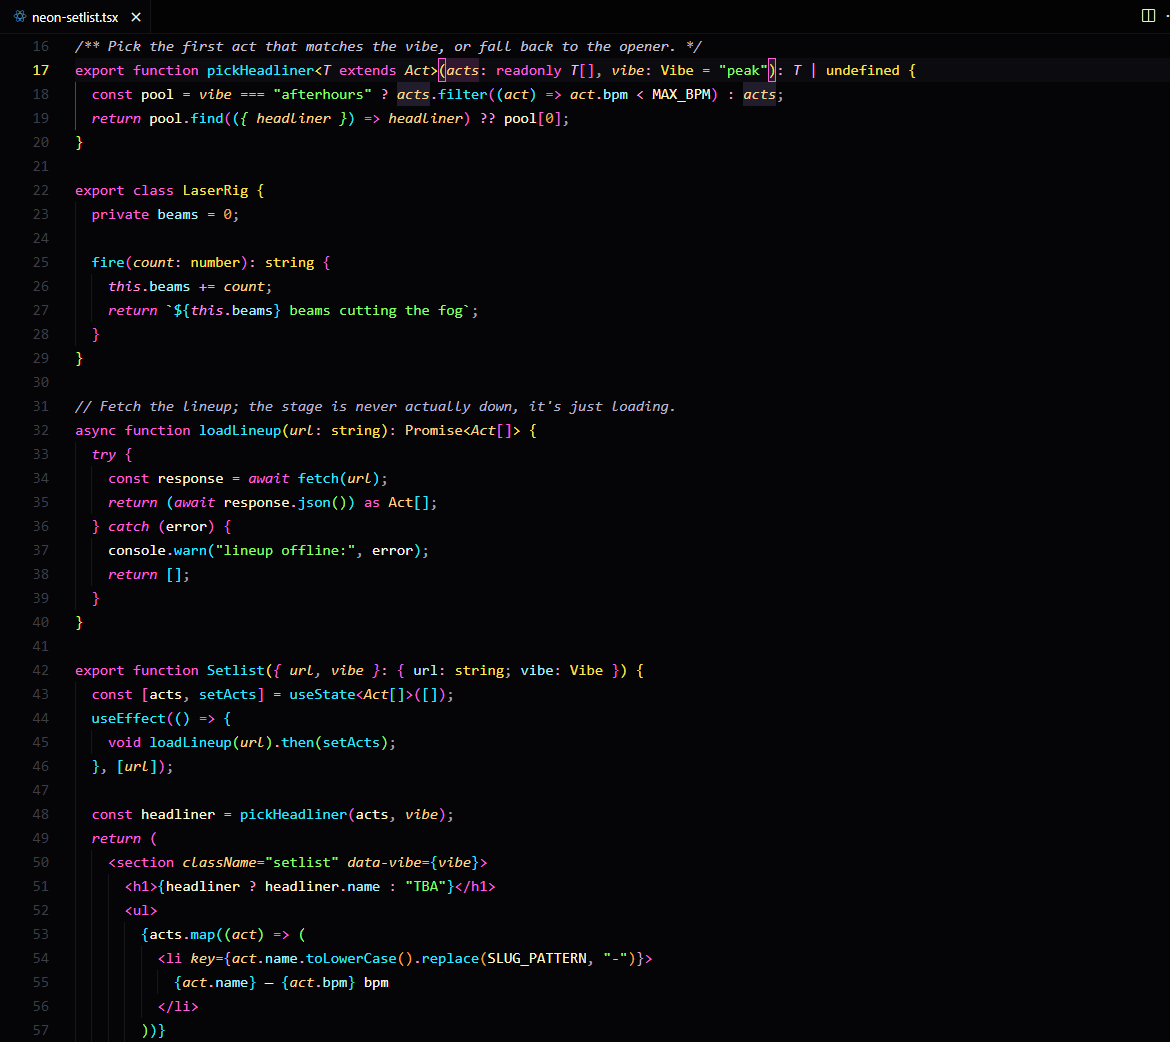 neon-setlist.tsx
16 /** Pick the first act that matches the vibe, or fall back to the opener. */
17 export function pickHeadliner<T extends Act>(acts: readonly T[], vibe: Vibe = "peak"): T | undefined {
18   const pool = vibe === "afterhours" ? acts.filter((act) => act.bpm < MAX_BPM) : acts;
19   return pool.find(({ headliner }) => headliner) ?? pool[0];
20 }
21
22 export class LaserRig {
23   private beams = 0;
24
25   fire(count: number): string {
26     this.beams += count;
27     return `${this.beams} beams cutting the fog`;
28   }
29 }
30
31 // Fetch the lineup; the stage is never actually down, it's just loading.
32 async function loadLineup(url: string): Promise<Act[]> {
33   try {
34     const response = await fetch(url);
35     return (await response.json()) as Act[];
36   } catch (error) {
37     console.warn("lineup offline:", error);
38     return [];
39   }
40 }
41
42 export function Setlist({ url, vibe }: { url: string; vibe: Vibe }) {
43   const [acts, setActs] = useState<Act[]>([]);
44   useEffect(() => {
45     void loadLineup(url).then(setActs);
46   }, [url]);
47
48   const headliner = pickHeadliner(acts, vibe);
49   return (
50     <section className="setlist" data-vibe={vibe}>
51       <h1>{headliner ? headliner.name : "TBA"}</h1>
52       <ul>
53         {acts.map((act) => (
54           <li key={act.name.toLowerCase().replace(SLUG_PATTERN, "-")}>
55             {act.name} — {act.bpm} bpm
56           </li>
57         ))}